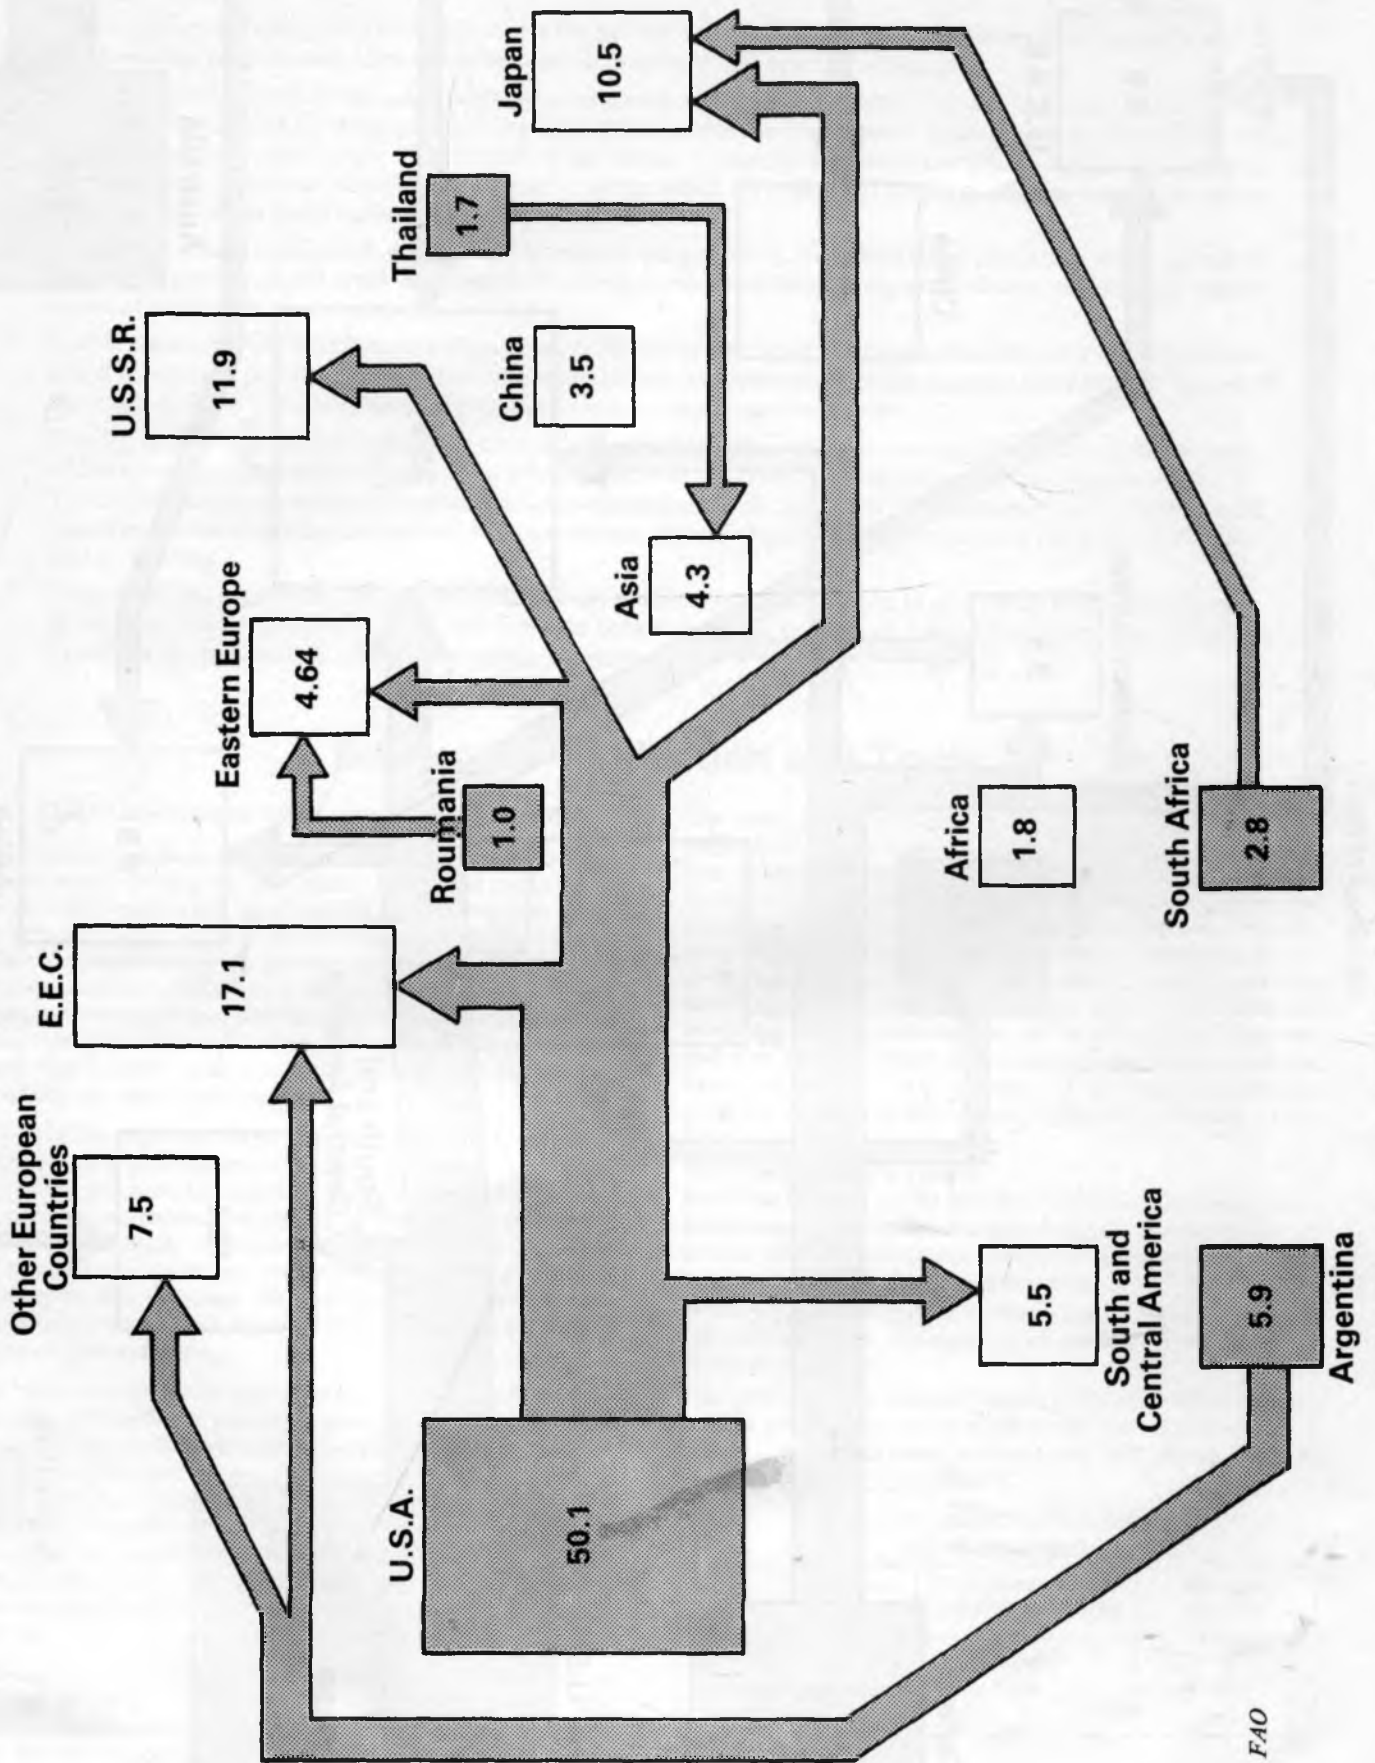 Other European
Countries
7.5
E.E.C.
17.1
Eastern Europe
4.64
U.S.S.R.
11.9
Roumania
1.0
Thailand
1.7
Japan
10.5
China
3.5
U.S.A.
50.1
Asia
4.3
5.5
South and
Central America
Africa
1.8
5.9
Argentina
South Africa
2.8
FAO